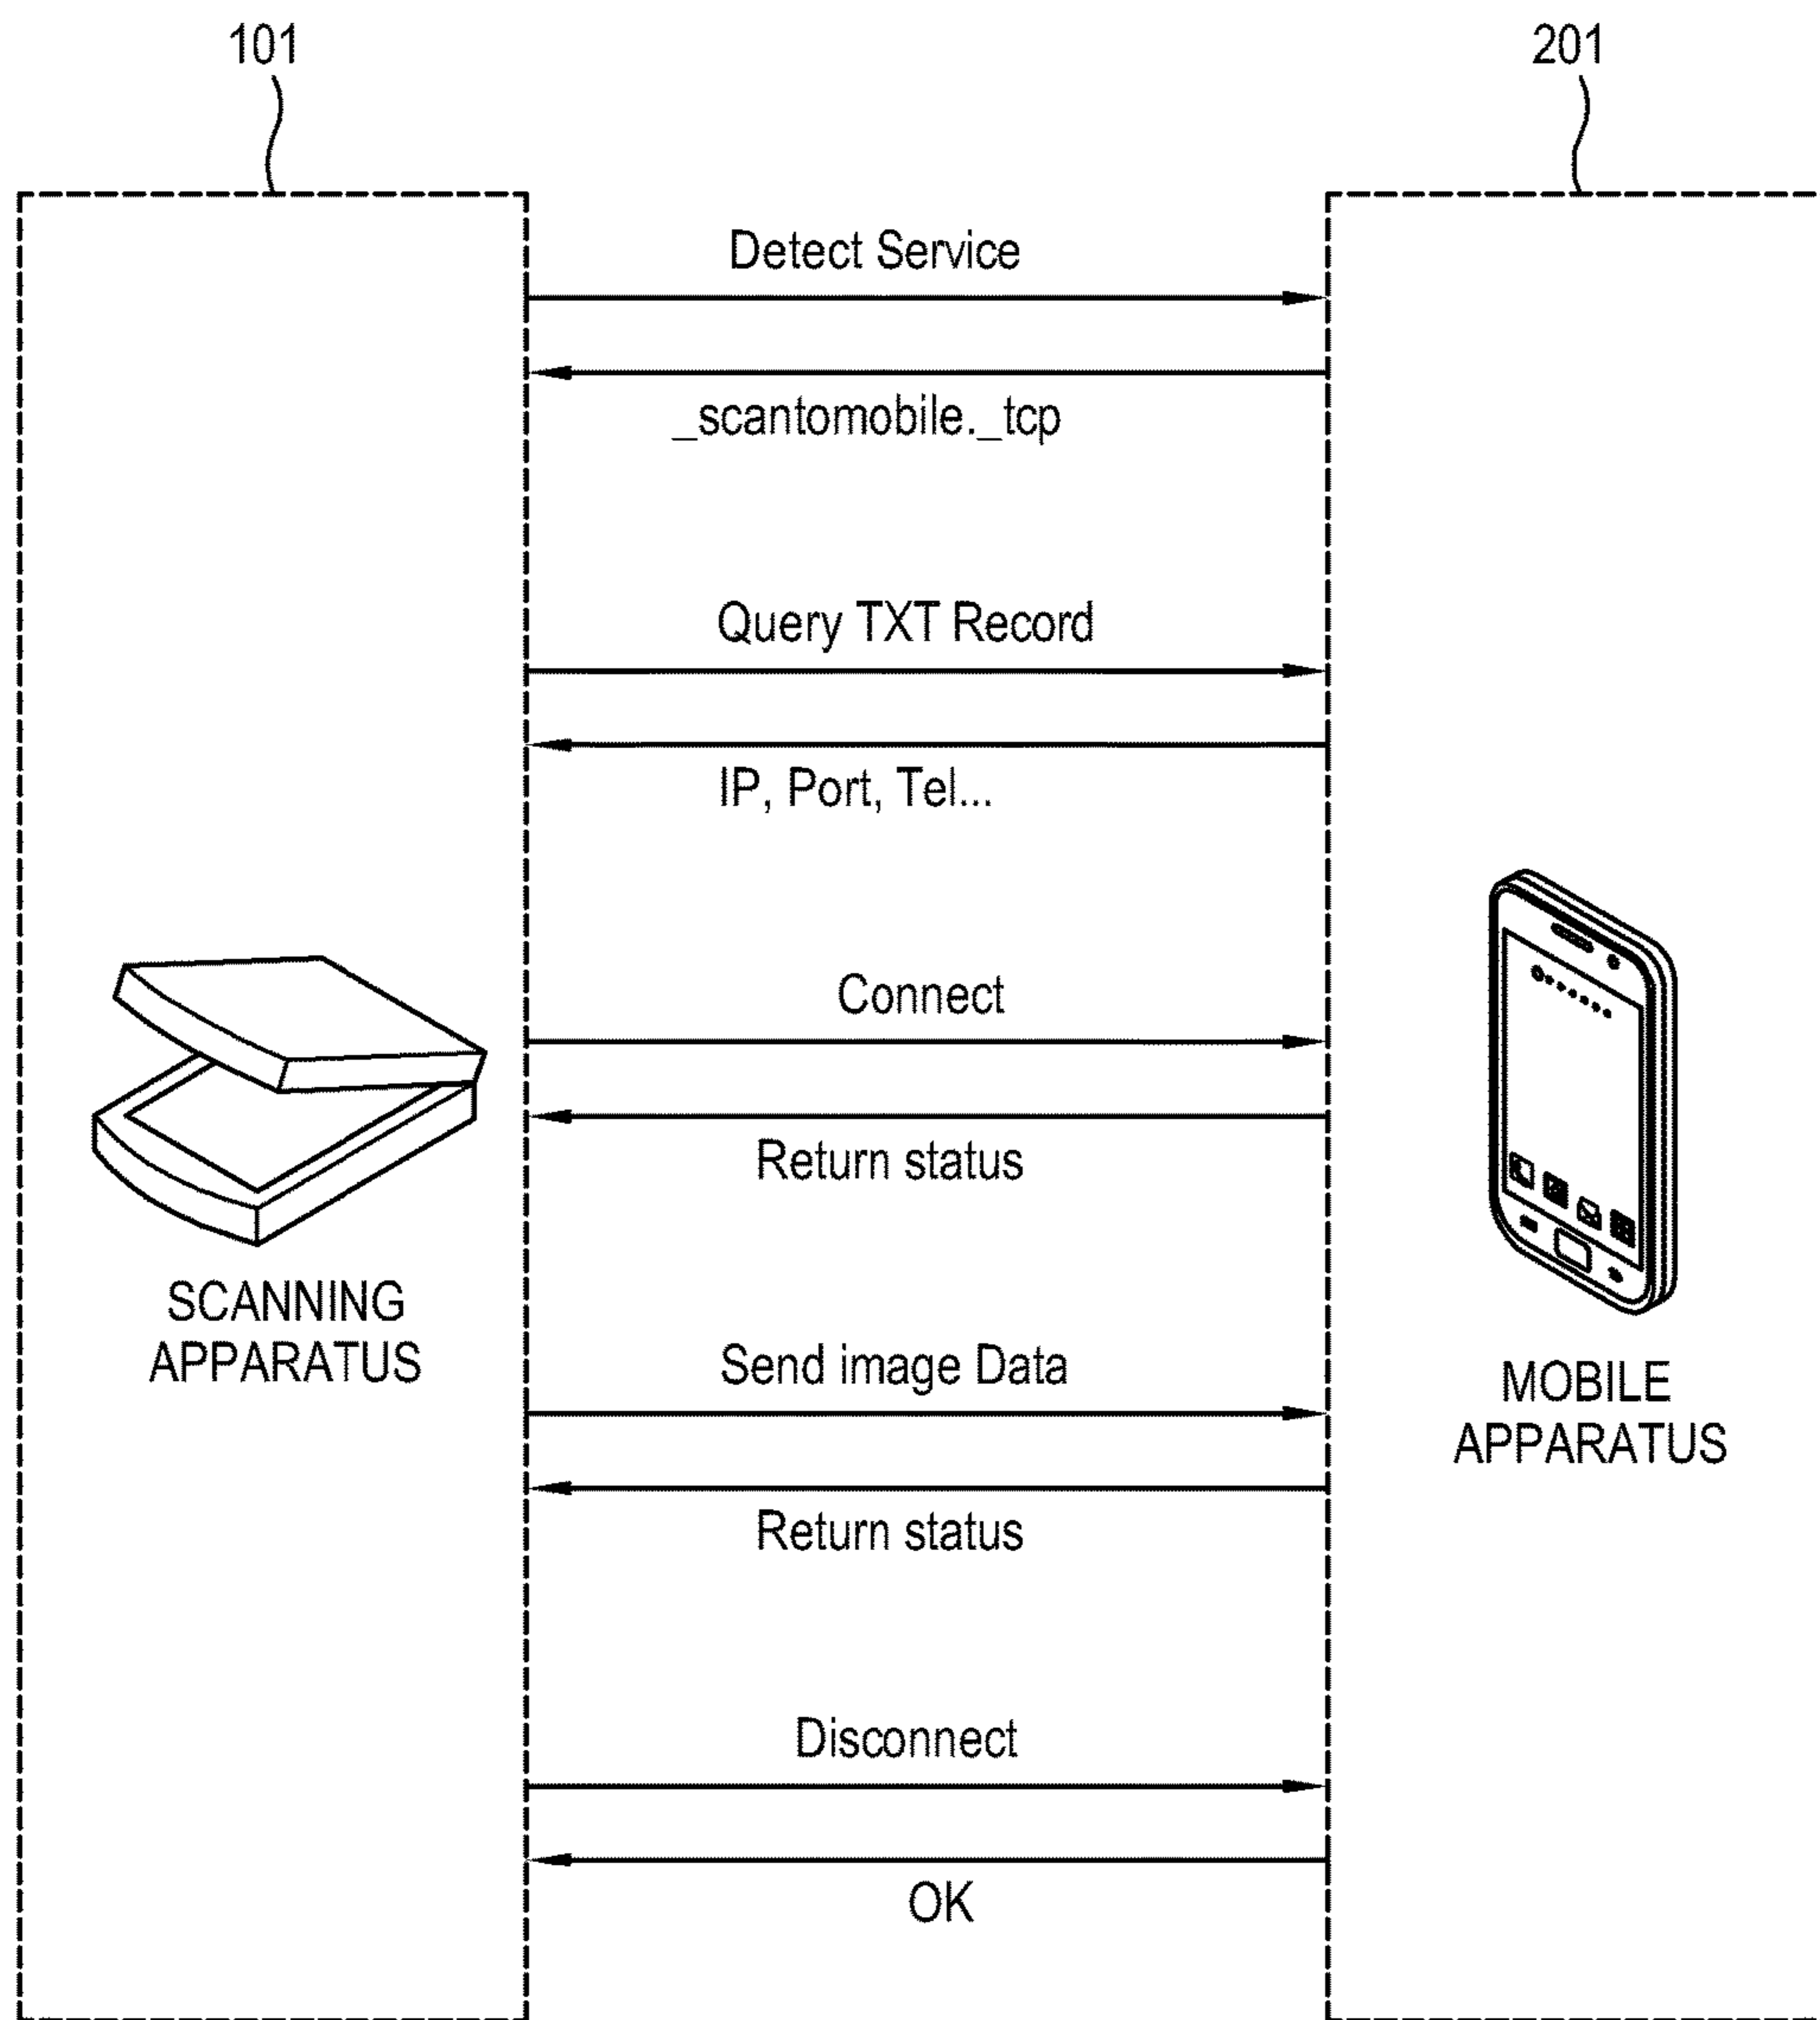 101
201
Detect Service
_scantomobile._tcp
Query TXT Record
IP, Port, Tel...
Connect
Return status
SCANNING
APPARATUS
Send image Data
MOBILE
APPARATUS
Return status
Disconnect
OK